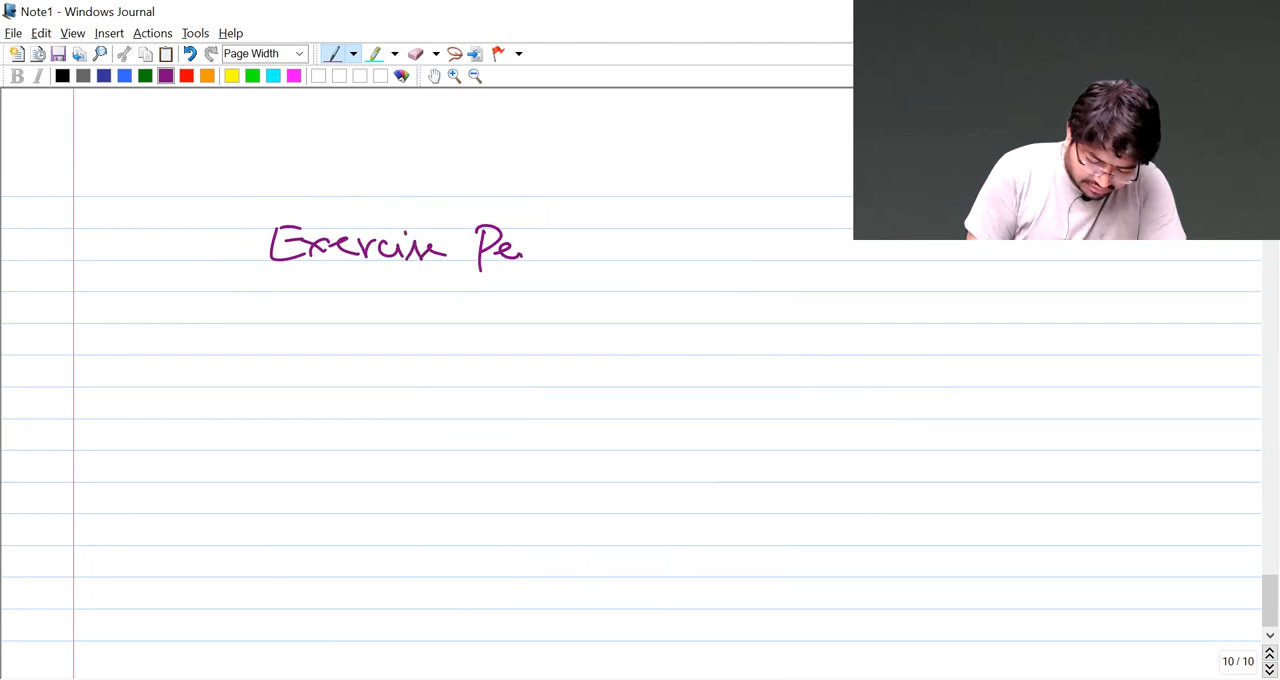 Note1 - Windows Journal
File Edit View Insert Actions Tools Help
Page Width
B I
Exercise Pe
10 / 10